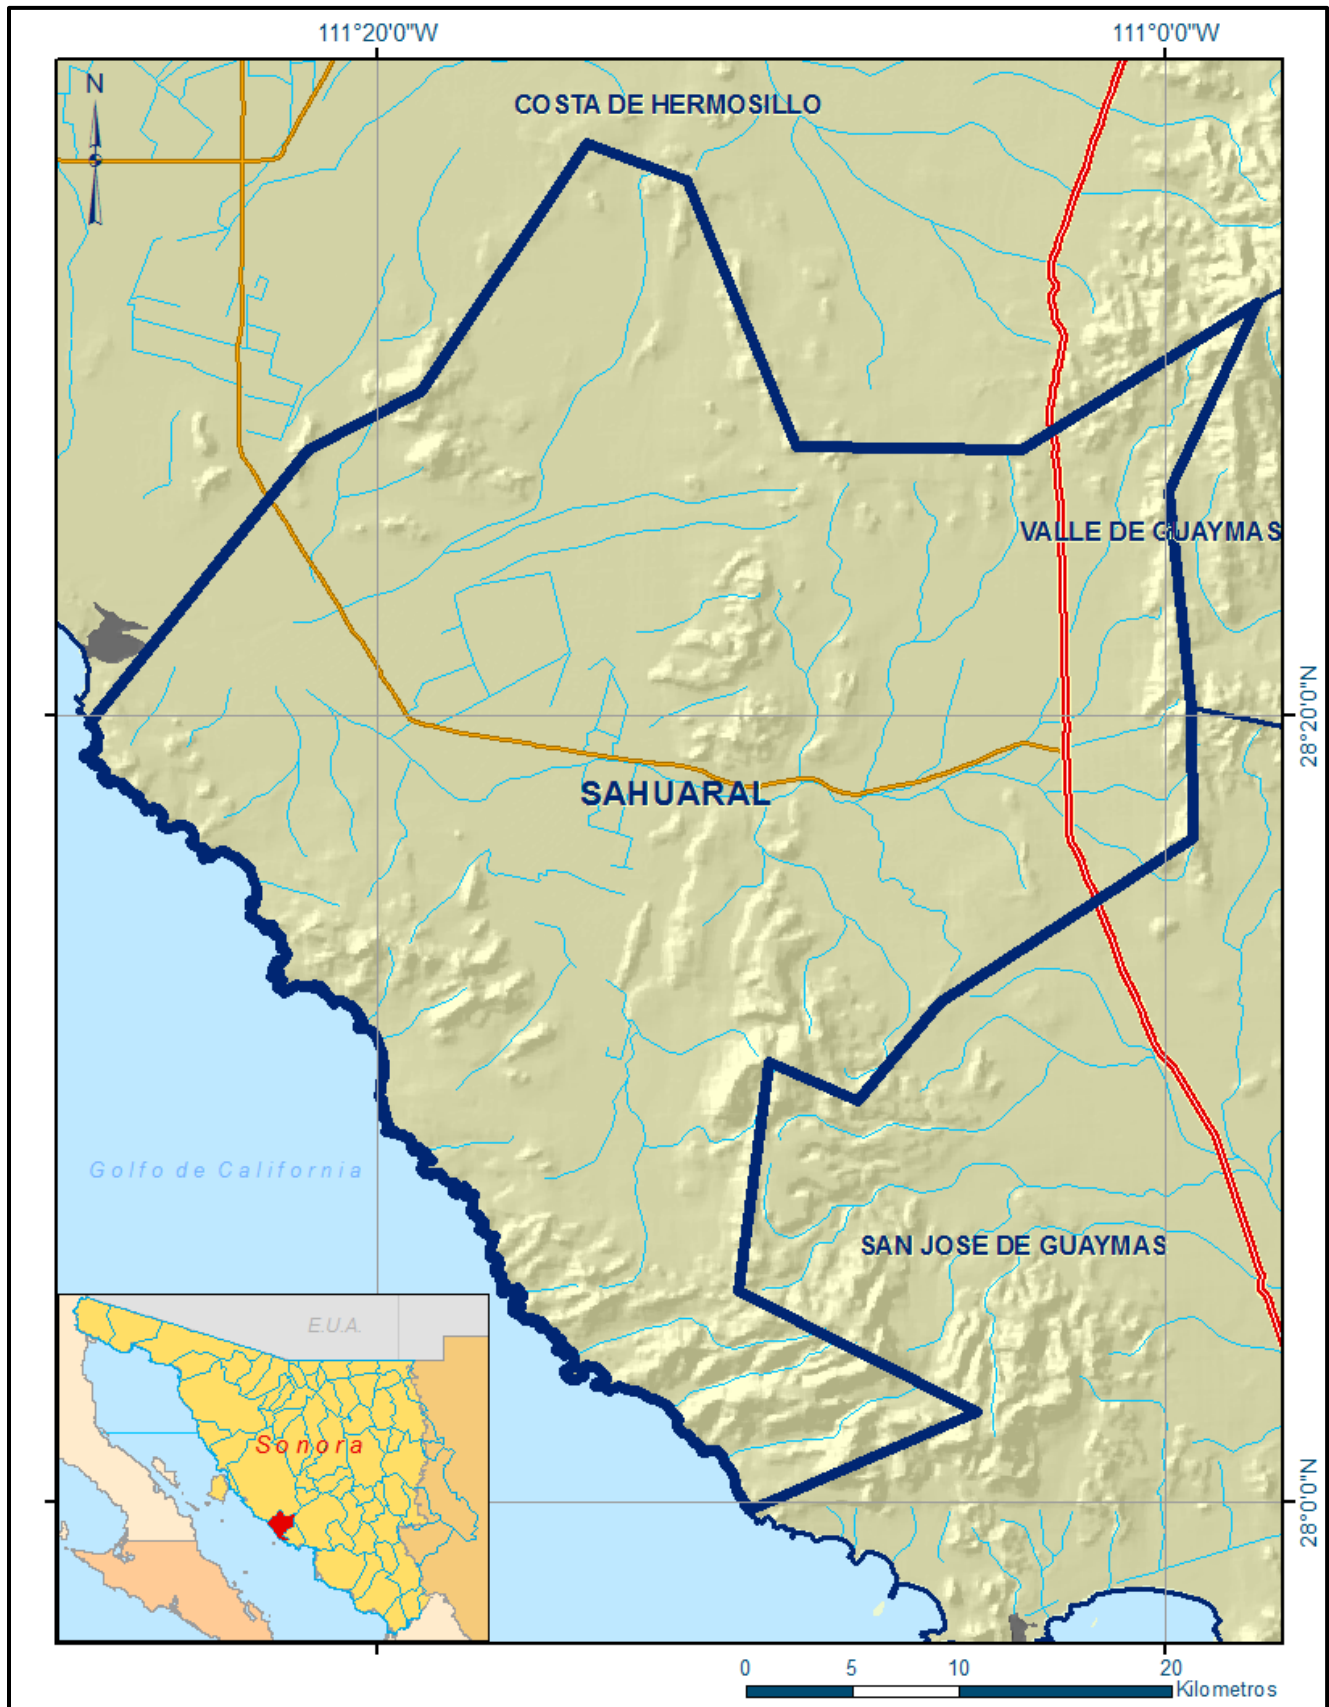 111°20'0"W
111°0'0"W
N
COSTA DE HERMOSILLO
VALLE DE GUAYMAS
28°20'0"N
SAHUARAL
Golfo de California
SAN JOSE DE GUAYMAS
E.U.A.
Sonora
28°0'0"N
0 5 10 20
Kilometros